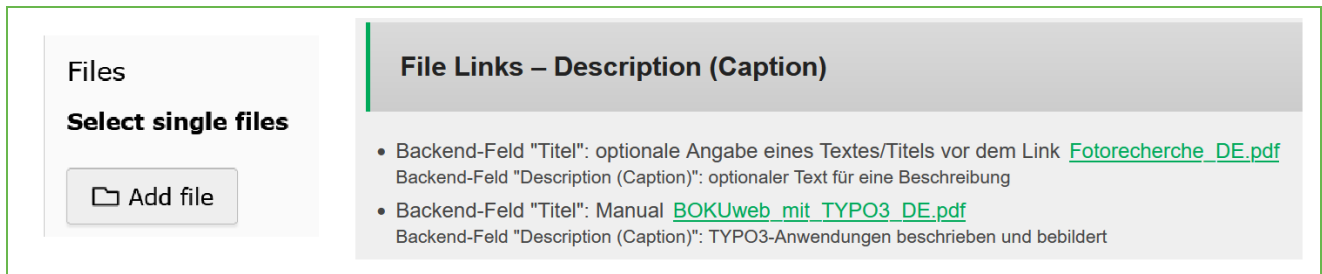 Files
Select single files
Add file
File Links – Description (Caption)
• Backend-Feld "Titel": optionale Angabe eines Textes/Titels vor dem Link Fotorecherche_DE.pdf
Backend-Feld "Description (Caption)": optionaler Text für eine Beschreibung
• Backend-Feld "Titel": Manual BOKUweb_mit_TYPO3_DE.pdf
Backend-Feld "Description (Caption)": TYPO3-Anwendungen beschrieben und bebildert